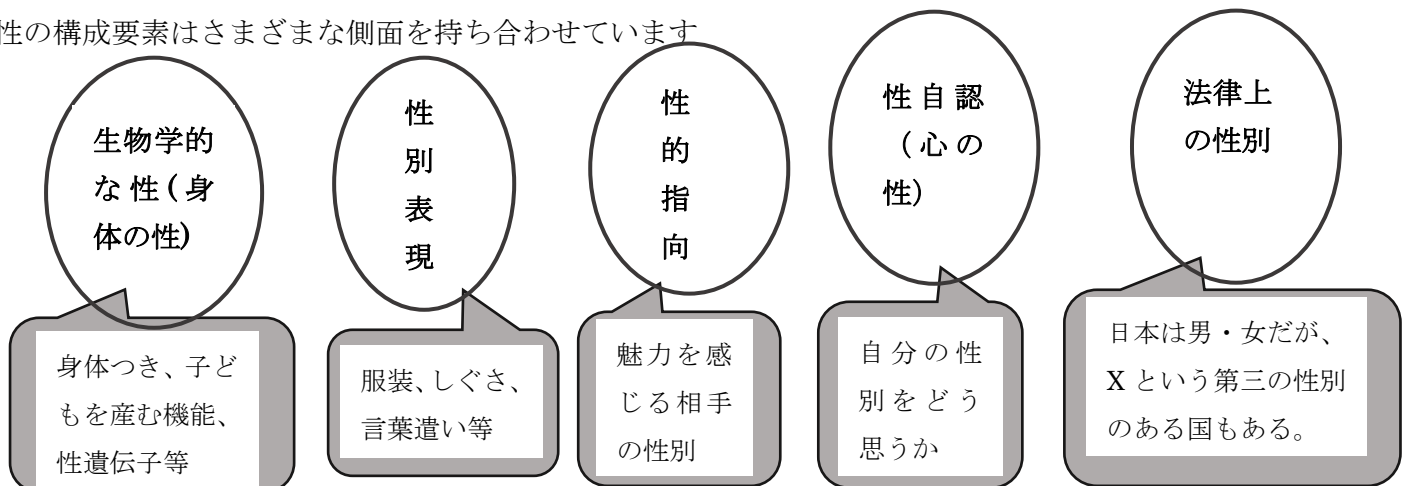 性の構成要素はさまざまな側面を持ち合わせています
生物学的
な性(身
体の性)
身体つき、子ど
もを産む機能、
性遺伝子等
性
別
表
現
服装、しぐさ、
言葉遣い等
性
的
指
向
魅力を感
じる相手
の性別
性自認
(心の
性)
自分の性
別をどう
思うか
法律上
の性別
日本は男・女だが、
X という第三の性別
のある国もある。